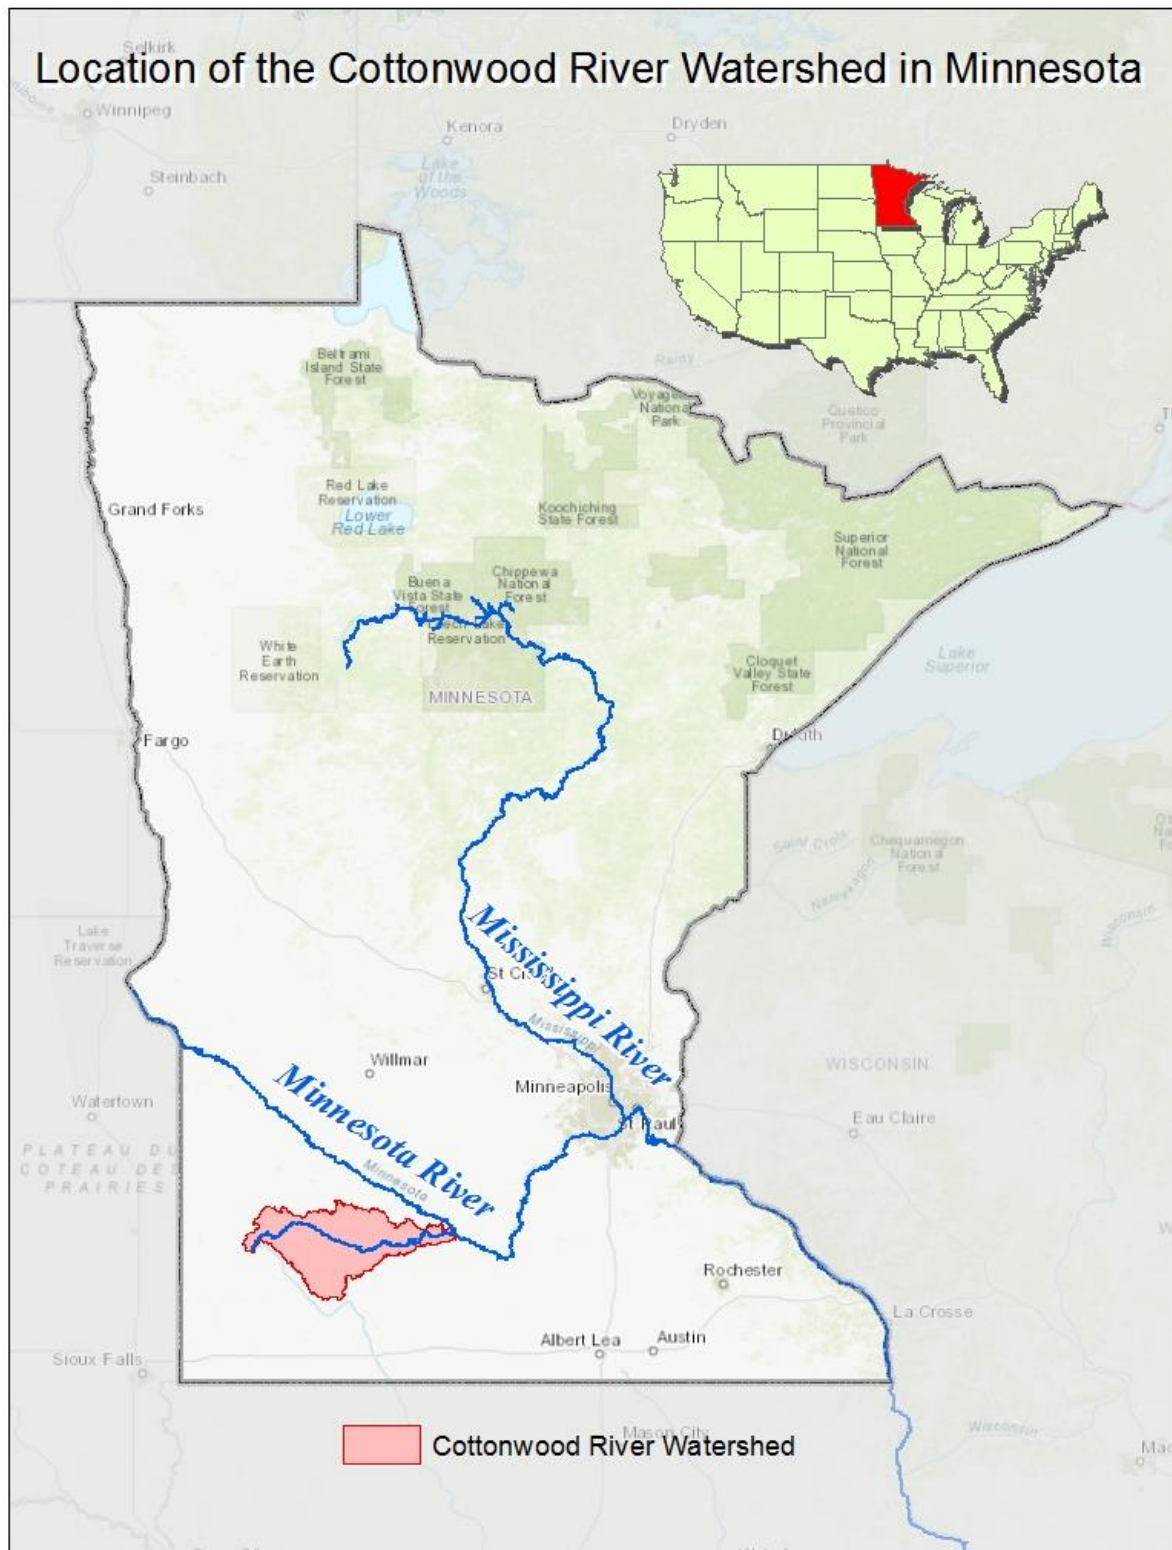 Location of the Cottonwood River Watershed in Minnesota
Selkirk
Winnipeg
Kenora
Dryden
Steinbach
Lake
of the
Woods
Rainy
Beltrami
Island State
Forest
National
Park
Quetico
Provincial
Park
Red Lake
Reservation
Lower
Red Lake
Grand Forks
Koochiching
State Forest
Superior
National
Forest
Buena
Vista State
Forest
Chippewa
National
Forest
Reservation
White
Earth
Reservation
MINNESOTA
Cloquet
Valley State
Forest
Lake
Superior
Fargo
Saint Croix
Chequamegon
National
Forest
Namekagon
Wisconsin
Lake
Traverse
Reservation
Mississippi River
Mississippi
Willmar
Minneapolis
St Paul
WISCONSIN
Eau Claire
Watertown
Minnesota River
Minnesota
PLATEAU DU
COTEAU DES
PRAIRIES
Rochester
La Crosse
Albert Lea
Austin
Sioux Falls
Mason City
Wisconsin
Cottonwood River Watershed